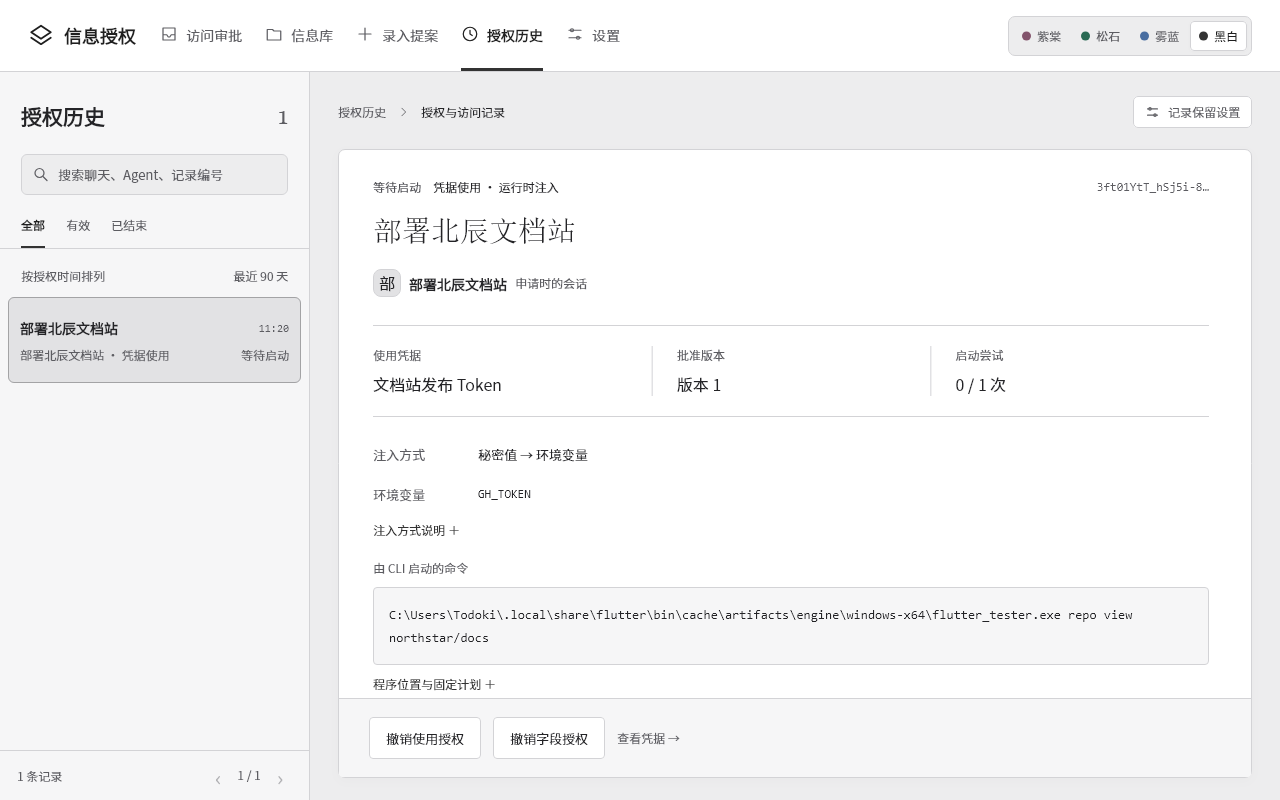 信息授权
访问审批
信息库
录入提案
授权历史
设置
紫棠
松石
雾蓝
黑白
授权历史
1
搜索聊天、Agent、记录编号
全部
有效
已结束
按授权时间排列
最近 90 天
部署北辰文档站
11:20
部署北辰文档站 · 凭据使用
等待启动
1 条记录
‹ 1 / 1 ›
授权历史 > 授权与访问记录
记录保留设置
等待启动 凭据使用 · 运行时注入
3ft01YtT_hSj5i-8…
部署北辰文档站
部 部署北辰文档站 申请时的会话
使用凭据
文档站发布 Token
批准版本
版本 1
启动尝试
0 / 1 次
注入方式 秘密值 → 环境变量
环境变量 GH_TOKEN
注入方式说明 +
由 CLI 启动的命令
C:\Users\Todoki\.local\share\flutter\bin\cache\artifacts\engine\windows-x64\flutter_tester.exe repo view
northstar/docs
程序位置与固定计划 +
撤销使用授权
撤销字段授权
查看凭据 →